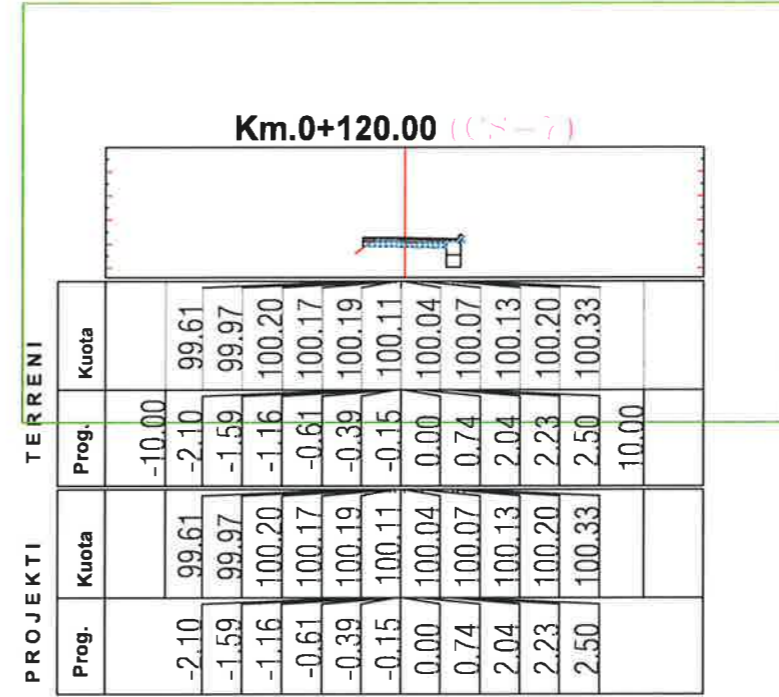 Km.0+120.00 (CS-7)
TERRENI
Kuota 99.61 99.97 100.20 100.17 100.19 100.11 100.04 100.07 100.13 100.20 100.33
Prog. -10.00 -2.10 -1.59 -1.16 -0.61 -0.39 -0.15 0.00 0.74 2.04 2.23 2.50 10.00
PROJEKTI
Kuota 99.61 99.97 100.20 100.17 100.19 100.11 100.04 100.07 100.13 100.20 100.33
Prog. -2.10 -1.59 -1.16 -0.61 -0.39 -0.15 0.00 0.74 2.04 2.23 2.50